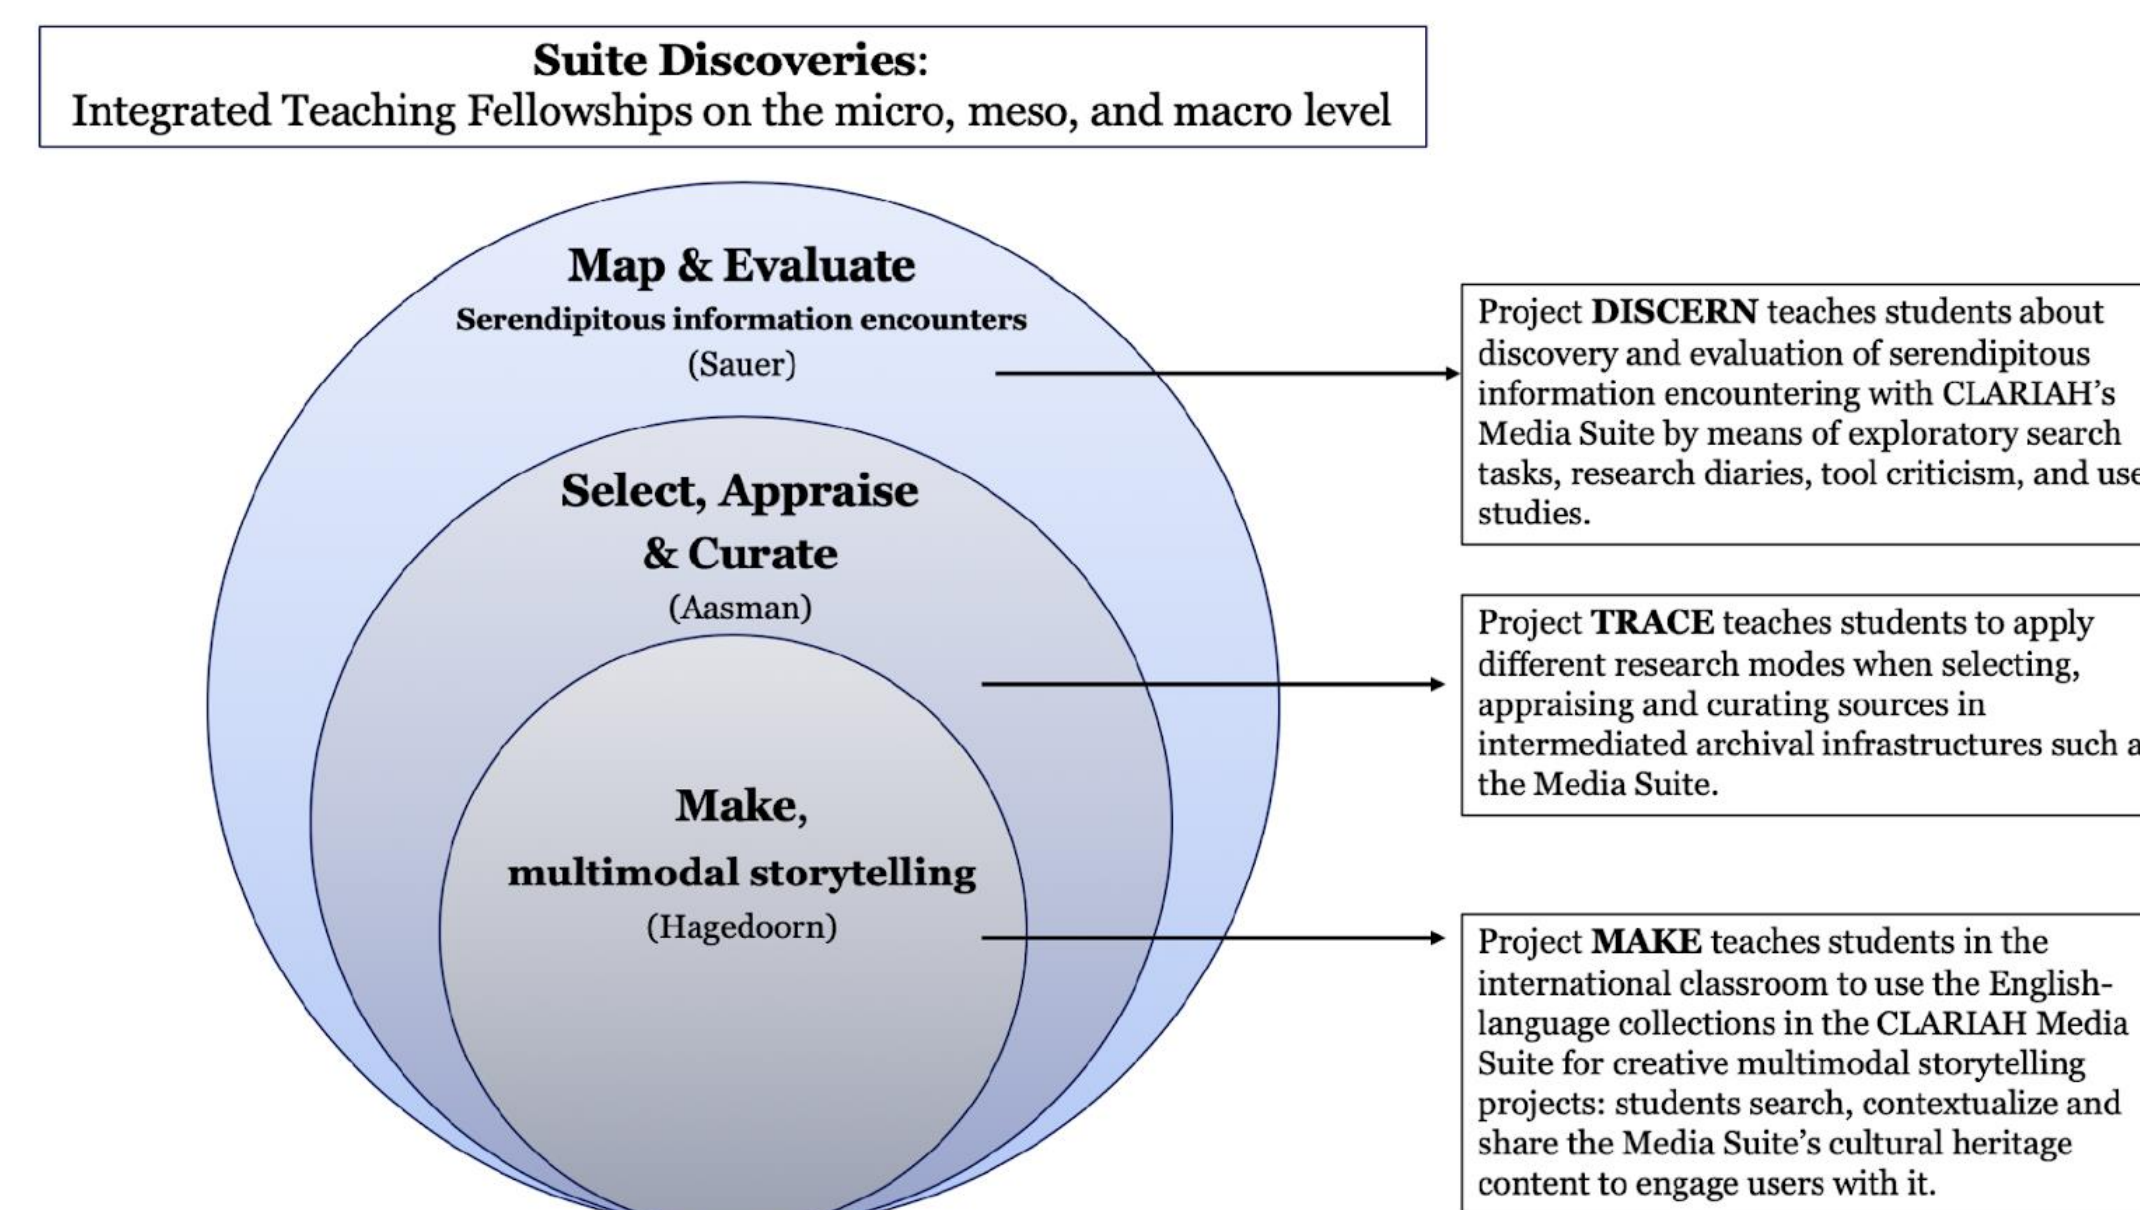 Suite Discoveries:
Integrated Teaching Fellowships on the micro, meso, and macro level
Map & Evaluate
Serendipitous information encounters
(Sauer)
Select, Appraise
& Curate
(Aasman)
Make,
multimodal storytelling
(Hagedoorn)
Project DISCERN teaches students about
discovery and evaluation of serendipitous
information encountering with CLARIAH’s
Media Suite by means of exploratory search
tasks, research diaries, tool criticism, and use
studies.
Project TRACE teaches students to apply
different research modes when selecting,
appraising and curating sources in
intermediated archival infrastructures such a
the Media Suite.
Project MAKE teaches students in the
international classroom to use the English-
language collections in the CLARIAH Media
Suite for creative multimodal storytelling
projects: students search, contextualize and
share the Media Suite’s cultural heritage
content to engage users with it.